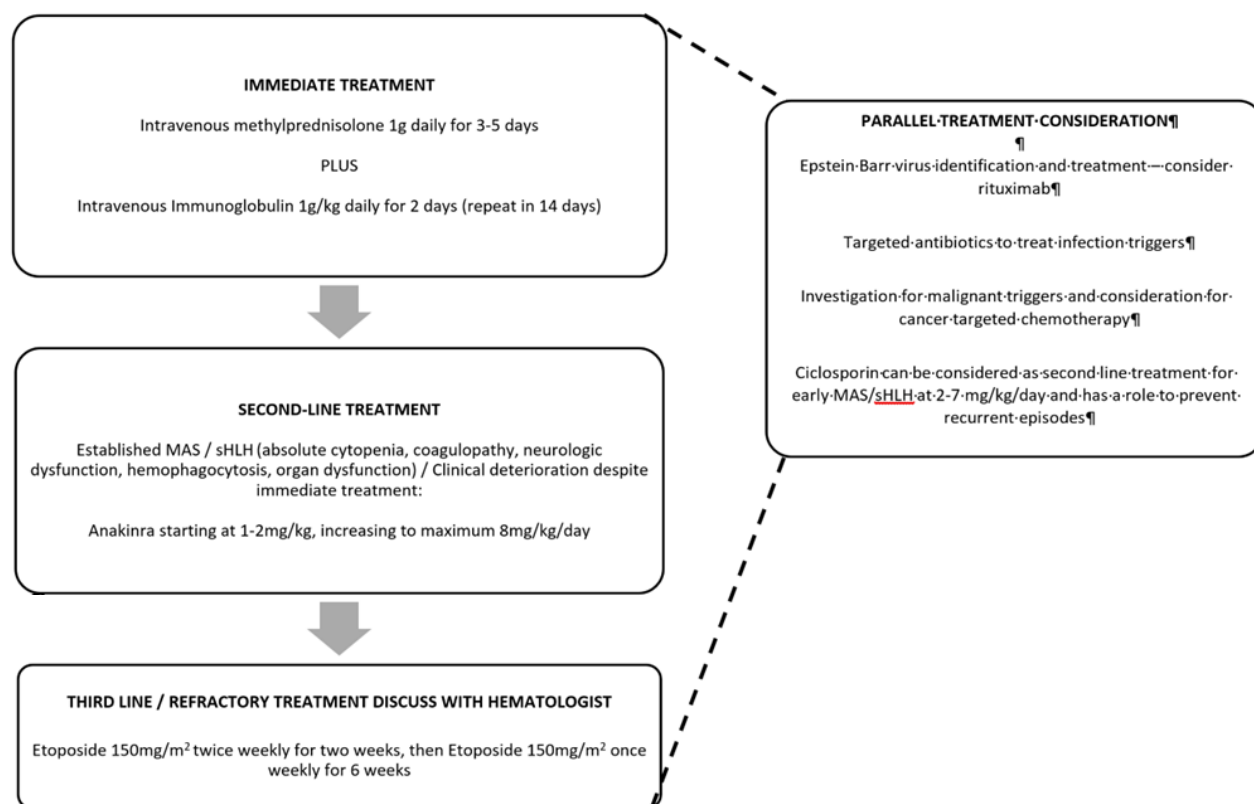 IMMEDIATE TREATMENT
Intravenous methylprednisolone 1g daily for 3-5 days
PLUS
Intravenous Immunoglobulin 1g/kg daily for 2 days (repeat in 14 days)
SECOND-LINE TREATMENT
Established MAS / sHLH (absolute cytopenia, coagulopathy, neurologic
dysfunction, hemophagocytosis, organ dysfunction) / Clinical deterioration despite
immediate treatment:
Anakinra starting at 1-2mg/kg, increasing to maximum 8mg/kg/day
THIRD LINE / REFRACTORY TREATMENT DISCUSS WITH HEMATOLOGIST
Etoposide 150mg/m² twice weekly for two weeks, then Etoposide 150mg/m² once
weekly for 6 weeks
PARALLEL·TREATMENT·CONSIDERATION¶
¶
Epstein·Barr·virus·identification·and·treatment·–·consider·
rituximab¶
Targeted·antibiotics·to·treat·infection·triggers¶
Investigation·for·malignant·triggers·and·consideration·for·
cancer·targeted·chemotherapy¶
Ciclosporin·can·be·considered·as·second·line·treatment·for·
early·MAS/sHLH·at·2-7·mg/kg/day·and·has·a·role·to·prevent·
recurrent·episodes¶